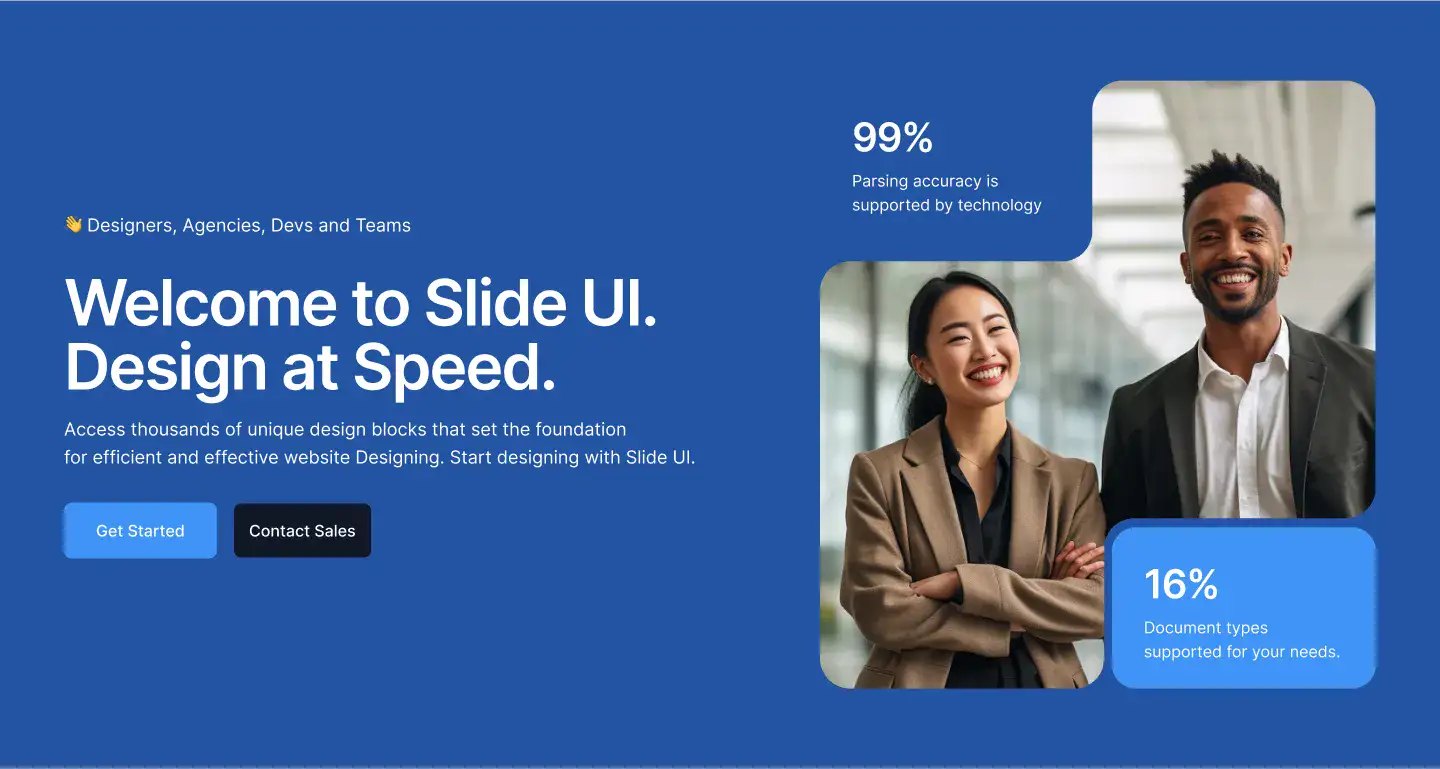 👋 Designers, Agencies, Devs and Teams
Welcome to Slide UI.
Design at Speed.
Access thousands of unique design blocks that set the foundation
for efficient and effective website Designing. Start designing with Slide UI.
Get Started
Contact Sales
99%
Parsing accuracy is
supported by technology
16%
Document types
supported for your needs.